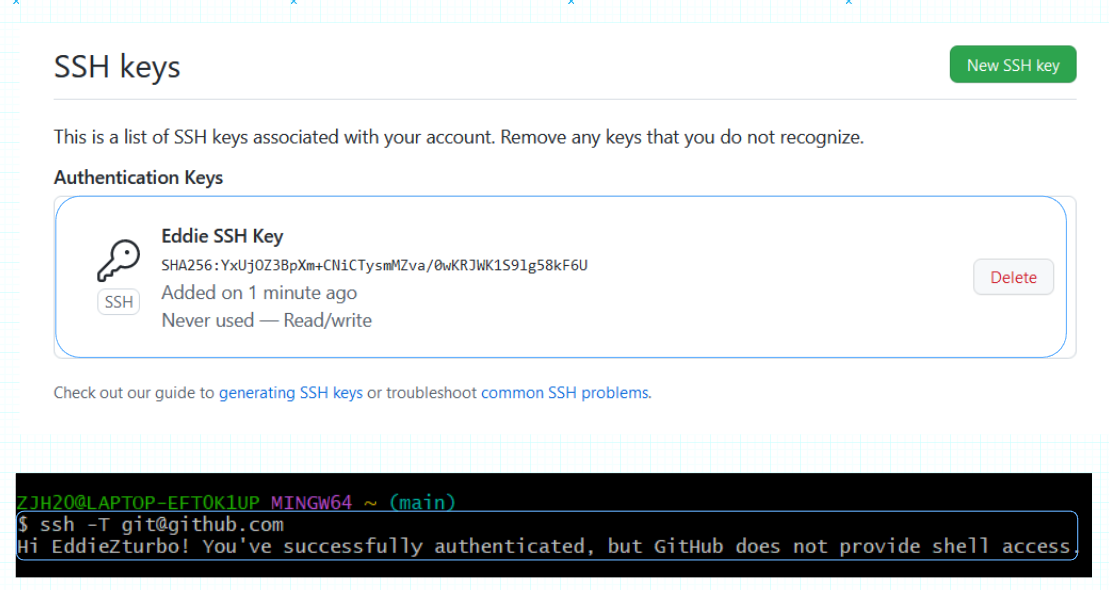 SSH keys
New SSH key
This is a list of SSH keys associated with your account. Remove any keys that you do not recognize.
Authentication Keys
Eddie SSH Key
SHA256:YxUjOZ3BpXm+CNiCTysmMZva/0wKRJWK1S9lg58kF6U
Added on 1 minute ago
Never used — Read/write
SSH
Delete
Check out our guide to generating SSH keys or troubleshoot common SSH problems.
ZJH20@LAPTOP-EFT0K1UP MINGW64 ~ (main)
$ ssh -T git@github.com
Hi EddieZturbo! You've successfully authenticated, but GitHub does not provide shell access.